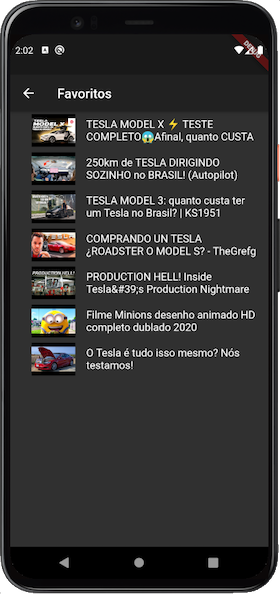 2:02
DEBUG
Favoritos
TESLA MODEL X ⚡ TESTE
COMPLETO😱Afinal, quanto CUSTA
250km de TESLA DIRIGINDO
SOZINHO no BRASIL! (Autopilot)
TESLA MODEL 3: quanto custa ter
um Tesla no Brasil? | KS1951
COMPRANDO UN TESLA
¿ROADSTER O MODEL S? - TheGrefg
PRODUCTION HELL! Inside
Tesla&#39;s Production Nightmare
Filme Minions desenho animado HD
completo dublado 2020
O Tesla é tudo isso mesmo? Nós
testamos!